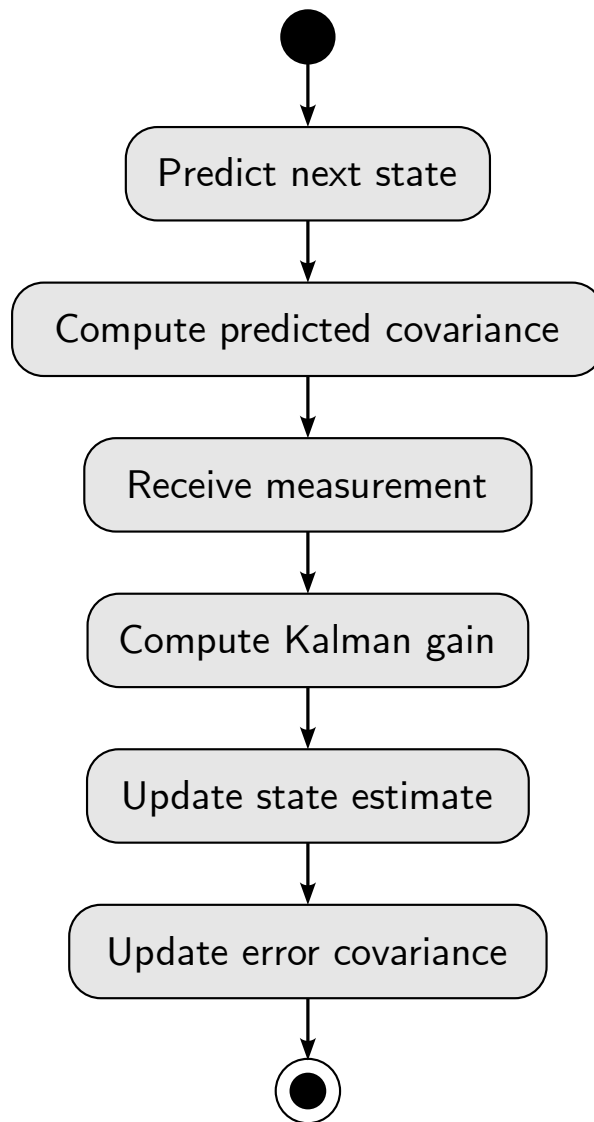 Predict next state
Compute predicted covariance
Receive measurement
Compute Kalman gain
Update state estimate
Update error covariance